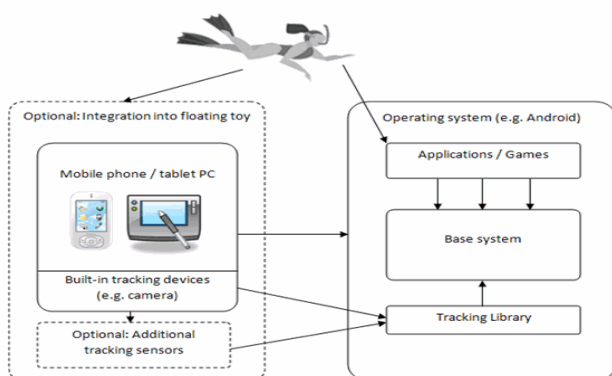 Optional: Integration into floating toy
Mobile phone / tablet PC
Built-in tracking devices
(e.g. camera)
Optional: Additional
tracking sensors
Operating system (e.g. Android)
Applications / Games
Base system
Tracking Library